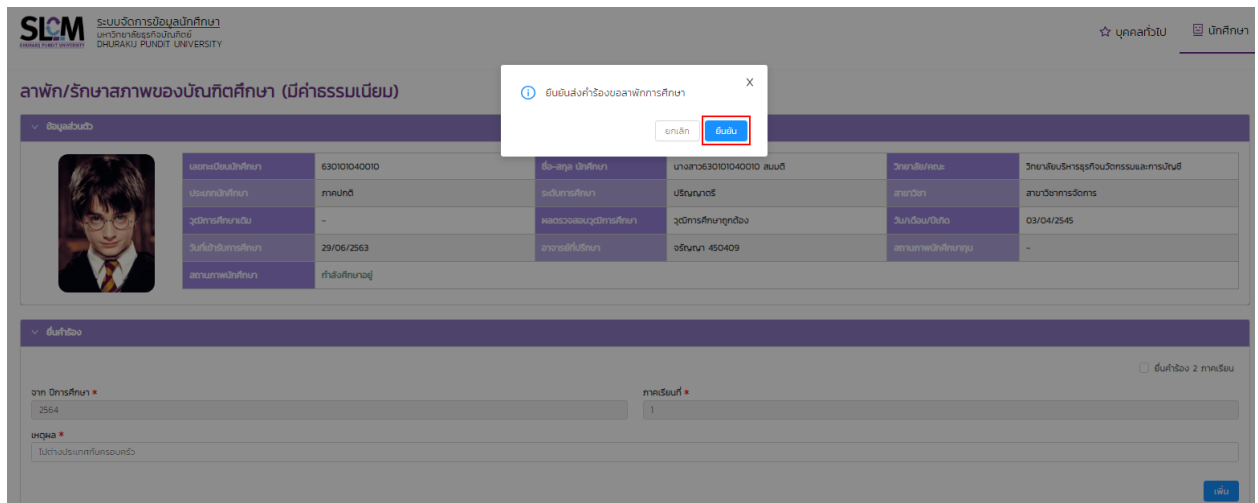 SLCM
ระบบจัดการข้อมูลนักศึกษา
มหาวิทยาลัยธุรกิจบัณฑิตย์
DHURAKIJ PUNDIT UNIVERSITY
DHURAKIJ PUNDIT UNIVERSITY
บุคคลทั่วไป
นักศึกษา
ลาพัก/รักษาสภาพของบัณฑิตศึกษา (มีค่าธรรมเนียม)
ยืนยันส่งคำร้องขอลาพักการศึกษา
X
ยกเลิก ยืนยัน
ข้อมูลส่วนตัว
เลขทะเบียนนักศึกษา 630101040010 ชื่อ-สกุล นักศึกษา นางสาว630101040010 สมมติ วิทยาลัย/คณะ วิทยาลัยบริหารธุรกิจนวัตกรรมและการบัญชี
ประเภทนักศึกษา ภาคปกติ ระดับการศึกษา ปริญญาตรี สาขาวิชา สาขาวิชาการจัดการ
วุฒิการศึกษาเดิม - ผลตรวจสอบวุฒิการศึกษา วุฒิการศึกษาถูกต้อง วัน/เดือน/ปีเกิด 03/04/2545
วันที่เข้ารับการศึกษา 29/06/2563 อาจารย์ที่ปรึกษา จรัญญา 450409 สถานภาพนักศึกษาทุน -
สถานภาพนักศึกษา กำลังศึกษาอยู่
ยื่นคำร้อง
ยื่นคำร้อง 2 ภาคเรียน
จาก ปีการศึกษา * ภาคเรียนที่ *
2564 1
เหตุผล *
ไปต่างประเทศกับครอบครัว
เพิ่ม